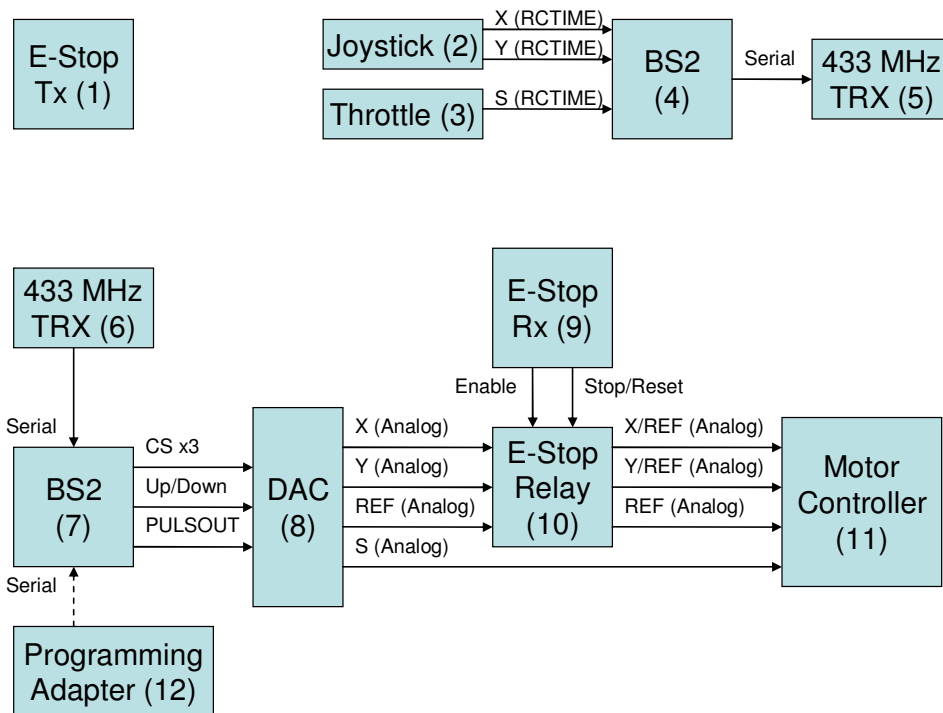 E-Stop
Tx (1)
Joystick (2)
X (RCTIME)
Y (RCTIME)
Throttle (3)
S (RCTIME)
BS2
(4)
Serial
433 MHz
TRX (5)
433 MHz
TRX (6)
Serial
E-Stop
Rx (9)
Enable
Stop/Reset
BS2
(7)
CS x3
Up/Down
PULSOUT
DAC
(8)
X (Analog)
Y (Analog)
REF (Analog)
S (Analog)
E-Stop
Relay
(10)
X/REF (Analog)
Y/REF (Analog)
REF (Analog)
Motor
Controller
(11)
Serial
Programming
Adapter (12)